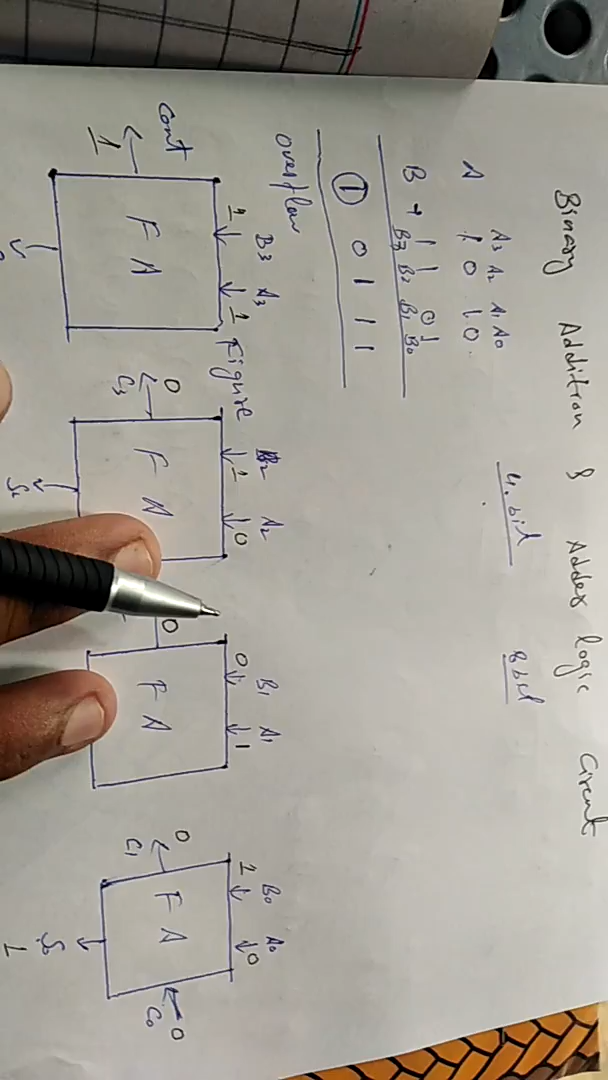 Binary Addition & Adder logic Circuit
A3 A2 A1 A0
A 1 0 1 0
4.bit
8bit
B + 1 1 0 1
B3 B2 B1 B0
① 0 1 1 1
overflow
Figure
B3 A3 B2 A2 B1 A1 B0 A0
1 1 1 0 0 1 1 0
Cout
1
FA
0
C3
FA
0
FA
0
C1
FA
0
C0
S0
1